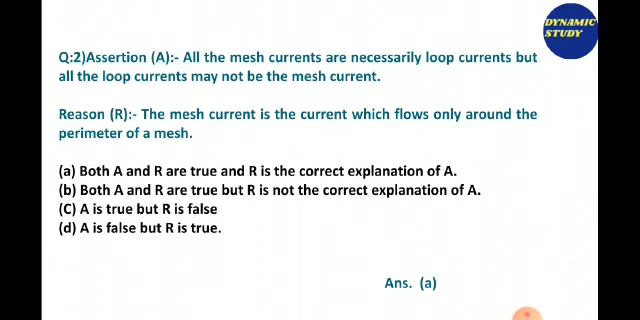 DYNAMIC
STUDY
Q:2)Assertion (A):- All the mesh currents are necessarily loop currents but
all the loop currents may not be the mesh current.
Reason (R):- The mesh current is the current which flows only around the
perimeter of a mesh.
(a) Both A and R are true and R is the correct explanation of A.
(b) Both A and R are true but R is not the correct explanation of A.
(C) A is true but R is false
(d) A is false but R is true.
Ans. (a)